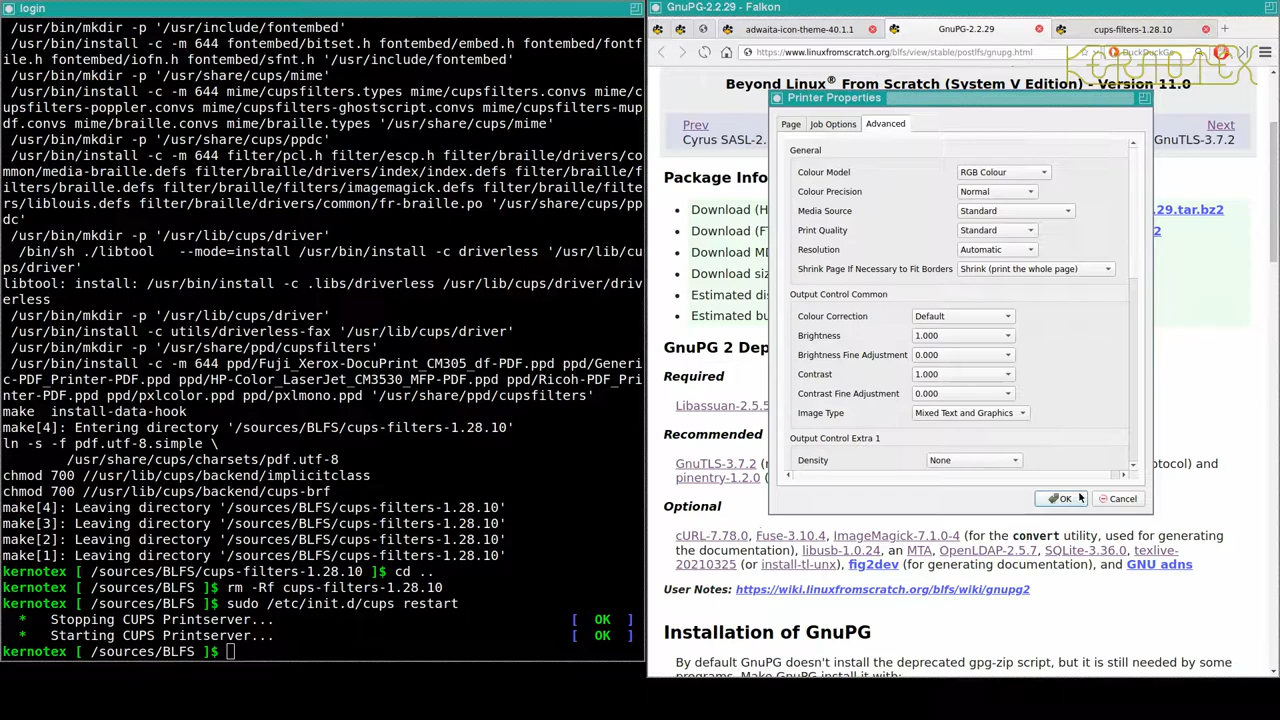 login
/usr/bin/mkdir -p '/usr/include/fontembed'
/usr/bin/install -c -m 644 fontembed/bitset.h fontembed/embed.h fontembed/fontf
ile.h fontembed/iofn.h fontembed/sfnt.h '/usr/include/fontembed'
/usr/bin/mkdir -p '/usr/share/cups/mime'
/usr/bin/install -c -m 644 mime/cupsfilters.types mime/cupsfilters.convs mime/c
upsfilters-poppler.convs mime/cupsfilters-ghostscript.convs mime/cupsfilters-mup
df.convs mime/braille.convs mime/braille.types '/usr/share/cups/mime'
/usr/bin/mkdir -p '/usr/share/cups/ppdc'
/usr/bin/install -c -m 644 filter/pcl.h filter/escp.h filter/braille/drivers/co
mmon/media-braille.defs filter/braille/drivers/index/index.defs filter/braille/f
ilters/braille.defs filter/braille/filters/imagemagick.defs filter/braille/filte
rs/liblouis.defs filter/braille/drivers/common/fr-braille.po '/usr/share/cups/pp
dc'
/usr/bin/mkdir -p '/usr/lib/cups/driver'
/bin/sh ./libtool   --mode=install /usr/bin/install -c driverless '/usr/lib/cu
ps/driver'
libtool: install: /usr/bin/install -c .libs/driverless /usr/lib/cups/driver/driv
erless
/usr/bin/mkdir -p '/usr/lib/cups/driver'
/usr/bin/install -c utils/driverless-fax '/usr/lib/cups/driver'
/usr/bin/mkdir -p '/usr/share/ppd/cupsfilters'
/usr/bin/install -c -m 644 ppd/Fuji_Xerox-DocuPrint_CM305_df-PDF.ppd ppd/Generi
c-PDF_Printer-PDF.ppd ppd/HP-Color_LaserJet_CM3530_MFP-PDF.ppd ppd/Ricoh-PDF_Pri
nter-PDF.ppd ppd/pxlcolor.ppd ppd/pxlmono.ppd '/usr/share/ppd/cupsfilters'
make  install-data-hook
make[4]: Entering directory '/sources/BLFS/cups-filters-1.28.10'
ln -s -f pdf.utf-8.simple \
/usr/share/cups/charsets/pdf.utf-8
chmod 700 //usr/lib/cups/backend/implicitclass
chmod 700 //usr/lib/cups/backend/cups-brf
make[4]: Leaving directory '/sources/BLFS/cups-filters-1.28.10'
make[3]: Leaving directory '/sources/BLFS/cups-filters-1.28.10'
make[2]: Leaving directory '/sources/BLFS/cups-filters-1.28.10'
make[1]: Leaving directory '/sources/BLFS/cups-filters-1.28.10'
kernotex [ /sources/BLFS/cups-filters-1.28.10 ]$ cd ..
kernotex [ /sources/BLFS ]$ rm -Rf cups-filters-1.28.10
kernotex [ /sources/BLFS ]$ sudo /etc/init.d/cups restart
* Stopping CUPS Printserver... [ OK ]
* Starting CUPS Printserver... [ OK ]
kernotex [ /sources/BLFS ]$
GnuPG-2.2.29 - Falkon
adwaita-icon-theme-40.1.1 GnuPG-2.2.29 cups-filters-1.28.10
https://www.linuxfromscratch.org/blfs/view/stable/postlfs/gnupg.html DuckDuckGo
KERNOTEX
Beyond Linux® From Scratch (System V Edition) - Version 11.0
Prev Next
Cyrus SASL-2. GnuTLS-3.7.2
Package Info
Download (H .29.tar.bz2
Download (F 2
Download MD
Download siz
Estimated dis
Estimated bu
GnuPG 2 Dep
Required
Libassuan-2.5.5
Recommended
GnuTLS-3.7.2 (r otocol) and
pinentry-1.2.0 (
Optional
cURL-7.78.0, Fuse-3.10.4, ImageMagick-7.1.0-4 (for the convert utility, used for generating
the documentation), libusb-1.0.24, an MTA, OpenLDAP-2.5.7, SQLite-3.36.0, texlive-
20210325 (or install-tl-unx), fig2dev (for generating documentation), and GNU adns
User Notes: https://wiki.linuxfromscratch.org/blfs/wiki/gnupg2
Installation of GnuPG
By default GnuPG doesn't install the deprecated gpg-zip script, but it is still needed by some
programs. Make GnuPG install it with:
Printer Properties
Page Job Options Advanced
General
Colour Model RGB Colour
Colour Precision Normal
Media Source Standard
Print Quality Standard
Resolution Automatic
Shrink Page If Necessary to Fit Borders Shrink (print the whole page)
Output Control Common
Colour Correction Default
Brightness 1.000
Brightness Fine Adjustment 0.000
Contrast 1.000
Contrast Fine Adjustment 0.000
Image Type Mixed Text and Graphics
Output Control Extra 1
Density None
OK Cancel